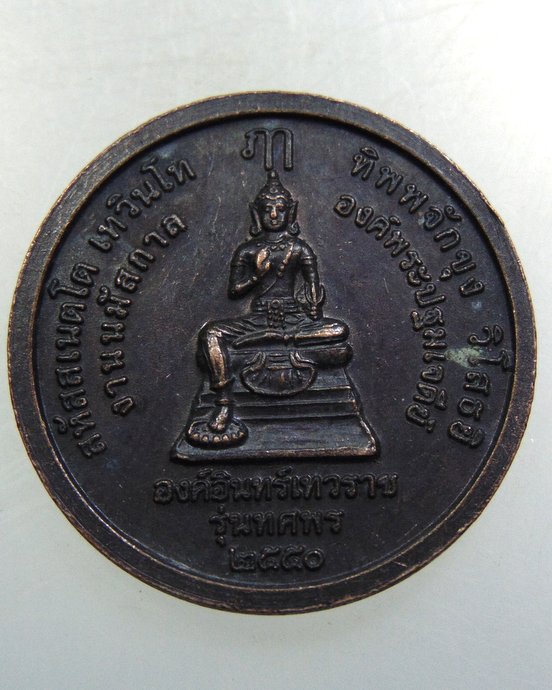 สหัสสเนตโต เทวินโท ทิพพจักขุง วิโสธยิ
งานนมัสการ องค์พระปฐมเจดีย์
องค์อินทร์เทวราช
รุ่นทศพร
๒๕๔๐